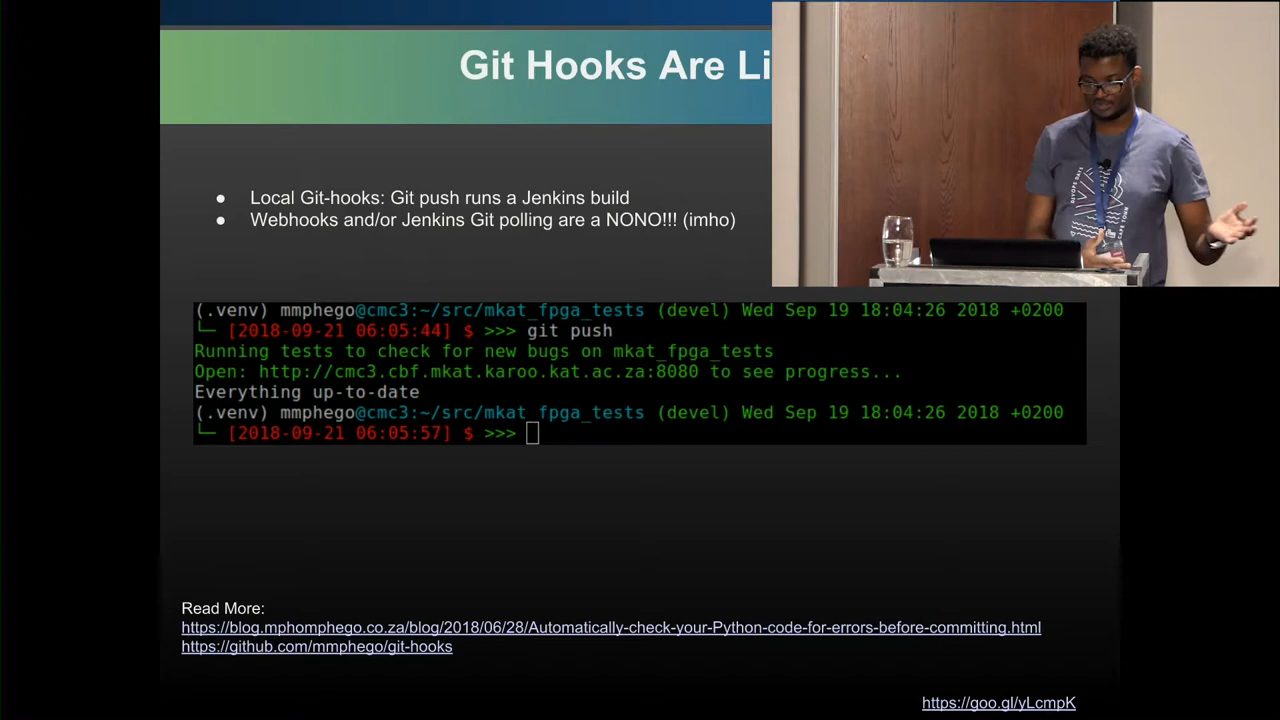 Git Hooks Are Li
● Local Git-hooks: Git push runs a Jenkins build
● Webhooks and/or Jenkins Git polling are a NONO!!! (imho)
(.venv) mmphego@cmc3:~/src/mkat_fpga_tests (devel) Wed Sep 19 18:04:26 2018 +0200
└─ [2018-09-21 06:05:44] $ >>> git push
Running tests to check for new bugs on mkat_fpga_tests
Open: http://cmc3.cbf.mkat.karoo.kat.ac.za:8080 to see progress...
Everything up-to-date
(.venv) mmphego@cmc3:~/src/mkat_fpga_tests (devel) Wed Sep 19 18:04:26 2018 +0200
└─ [2018-09-21 06:05:57] $ >>>
DEVOPS DAYS
CAPE TOWN
Read More:
https://blog.mphomphego.co.za/blog/2018/06/28/Automatically-check-your-Python-code-for-errors-before-committing.html
https://github.com/mmphego/git-hooks
https://goo.gl/yLcmpK